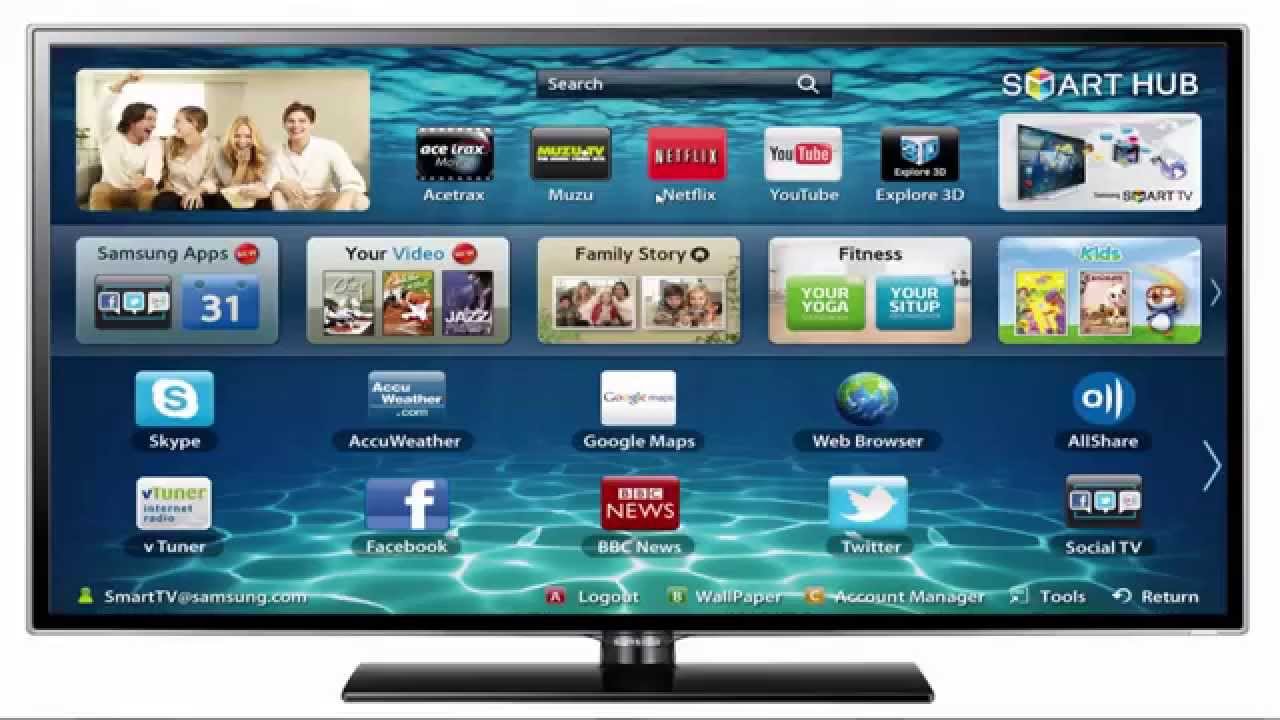 Search
SMART HUB
ace trax
Movies
MUZU.TV
NETFLIX
YouTube
Explore 3D
Samsung SMART TV
Acetrax
Muzu
Netflix
YouTube
Explore 3D
Samsung Apps
Your Video
Family Story
Fitness
Kids
31
JAZZ
YOUR
YOGA
YOUR
SITUP
Accu
Weather
.com
Google maps
Skype
AccuWeather
Google Maps
Web Browser
AllShare
vTuner
internet
radio
BBC
NEWS
v Tuner
Facebook
BBC News
Twitter
Social TV
SmartTV@samsung.com
A Logout
B WallPaper
C Account Manager
Tools
Return
SAMSUNG